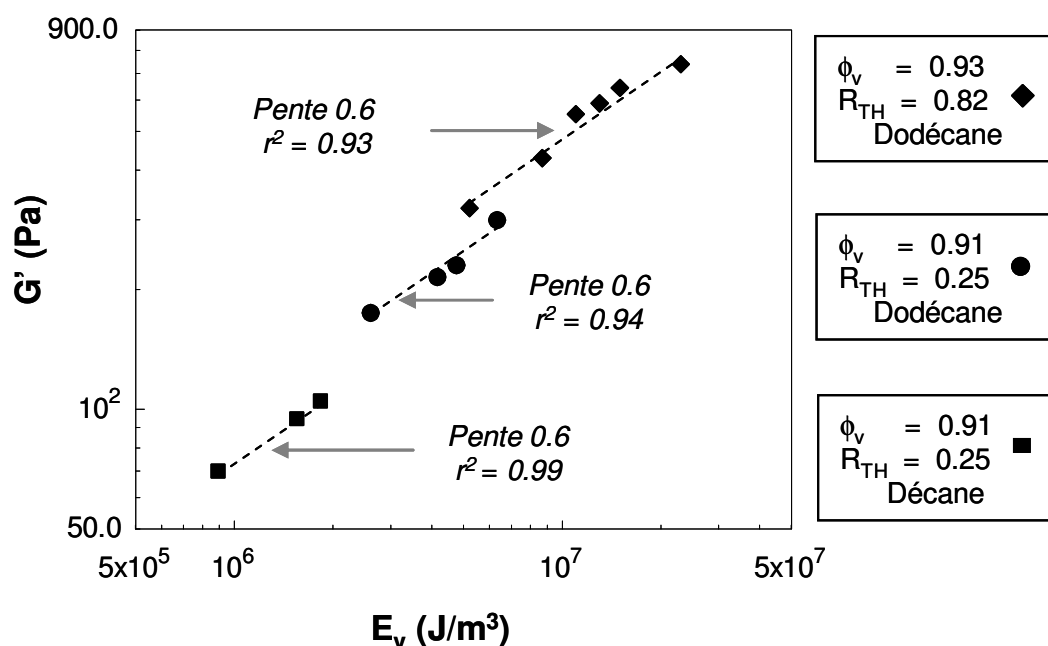 900.0
10²
50.0
G' (Pa)
5x10⁵
10⁶
10⁷
5x10⁷
Eᵥ (J/m³)
Pente 0.6
r² = 0.93
Pente 0.6
r² = 0.94
Pente 0.6
r² = 0.99
ϕᵥ = 0.93
R_TH = 0.82
Dodécane
ϕᵥ = 0.91
R_TH = 0.25
Dodécane
ϕᵥ = 0.91
R_TH = 0.25
Décane